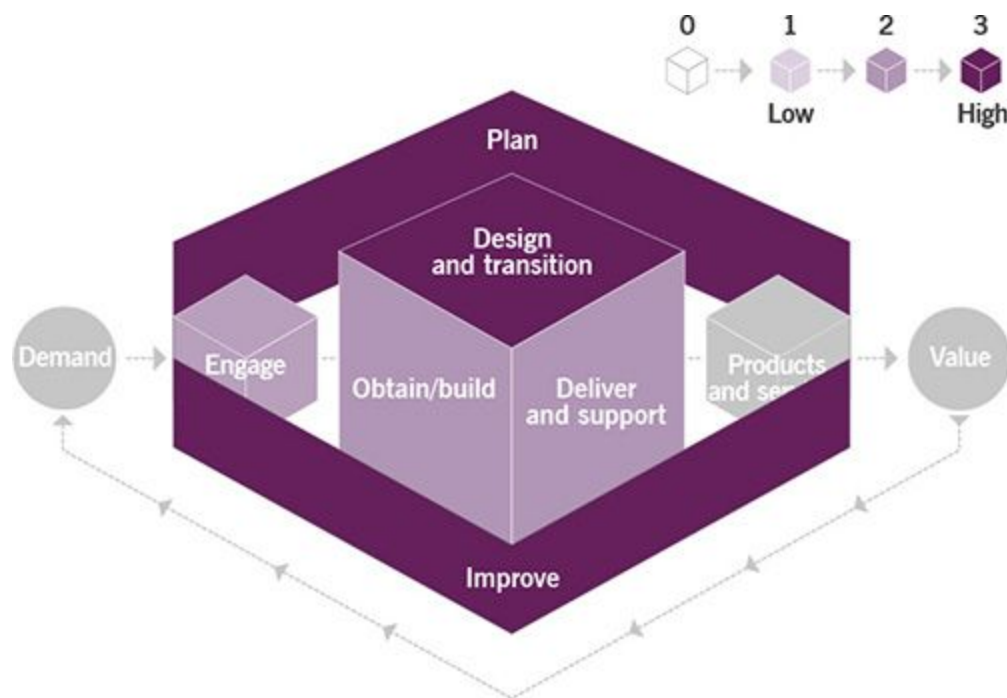 0 1 2 3
Low High
Plan
Design
and transition
Demand
Engage
Obtain/build
Deliver
and support
Products
and
Value
Improve